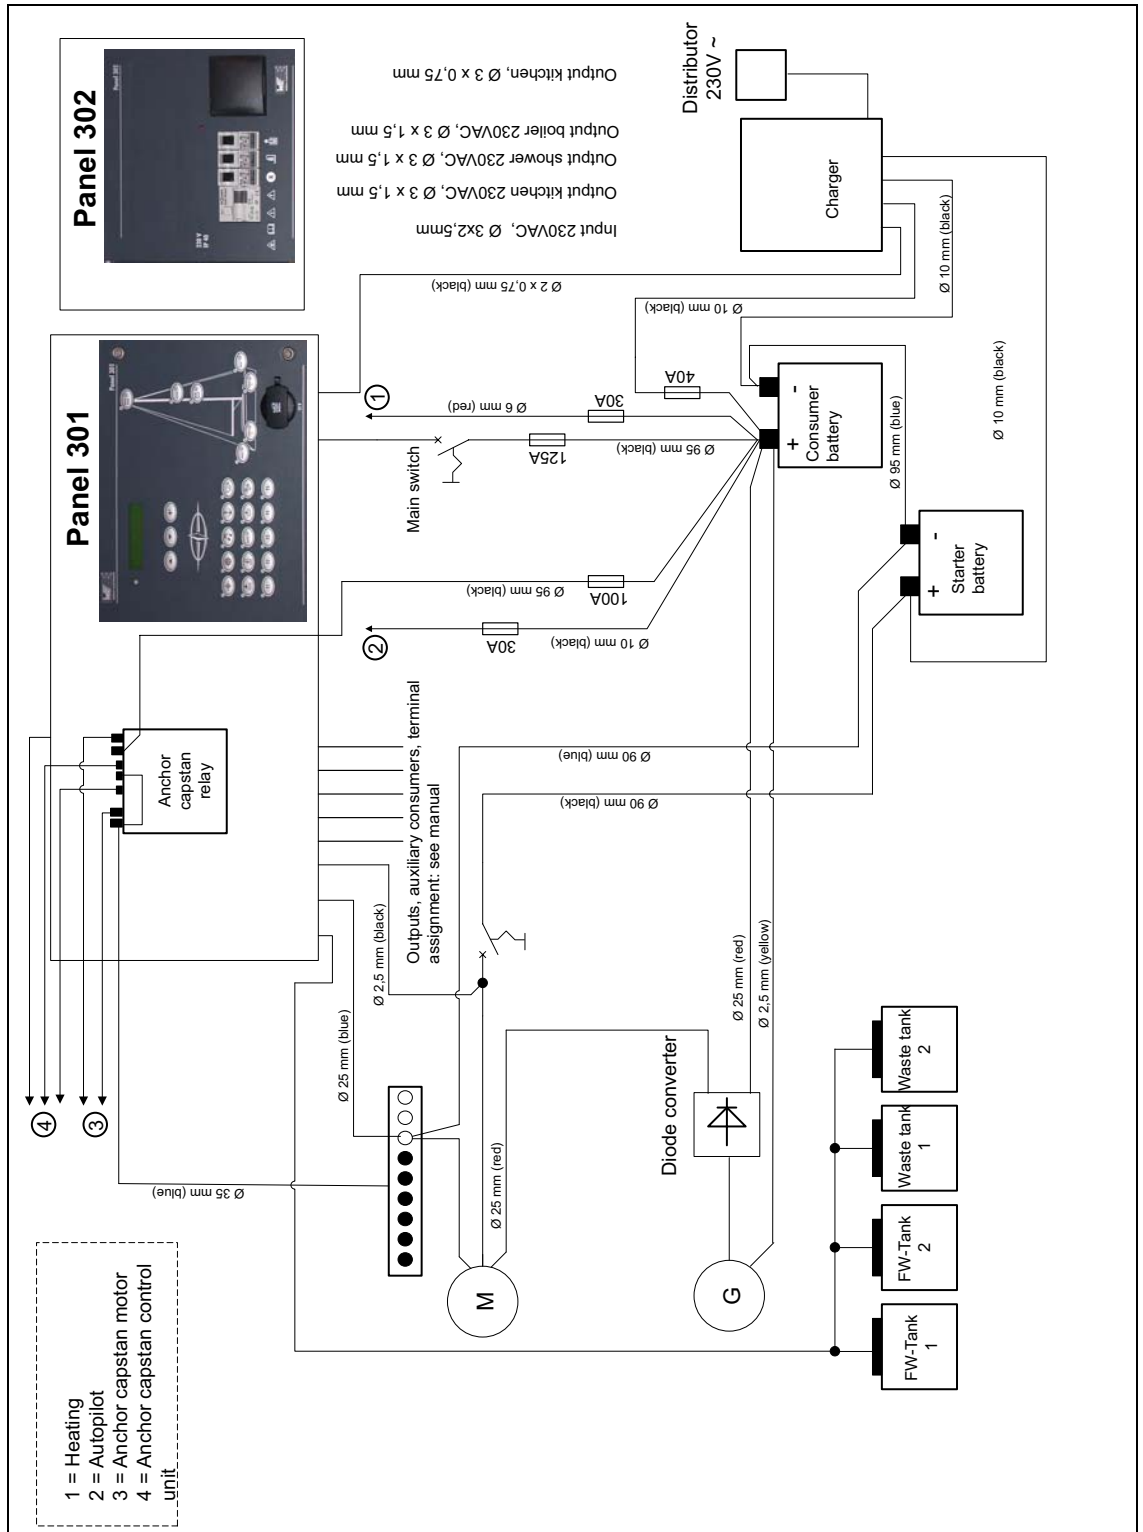 1 = Heating
2 = Autopilot
3 = Anchor capstan motor
4 = Anchor capstan control
unit
Panel 301
Panel 301
Panel 302
Panel 302
230 V
Output kitchen, Ø 3 x 0,75 mm
Output boiler 230VAC, Ø 3 x 1,5 mm
Output shower 230VAC, Ø 3 x 1,5 mm
Output kitchen 230VAC, Ø 3 x 1,5 mm
Input 230VAC, Ø 3x2,5mm
Distributor
230V ~
Charger
Ø 2 x 0,75 mm (black)
Ø 10 mm (black)
Ø 10 mm (black)
Ø 10 mm (black)
40A
1
Ø 6 mm (red)
30A
Main switch
125A
Ø 95 mm (black)
-
+
Consumer
battery
Ø 95 mm (blue)
-
+
Starter
battery
Ø 95 mm (black)
100A
2
30A
Ø 10 mm (black)
Anchor
capstan
relay
4
3
Outputs, auxiliary consumers, terminal
assignment: see manual
Ø 90 mm (blue)
Ø 90 mm (black)
Ø 2,5 mm (black)
Ø 25 mm (blue)
Ø 35 mm (blue)
Ø 25 mm (red)
Ø 25 mm (red)
Ø 2,5 mm (yellow)
Diode converter
M
G
FW-Tank
1
FW-Tank
2
Waste tank
1
Waste tank
2